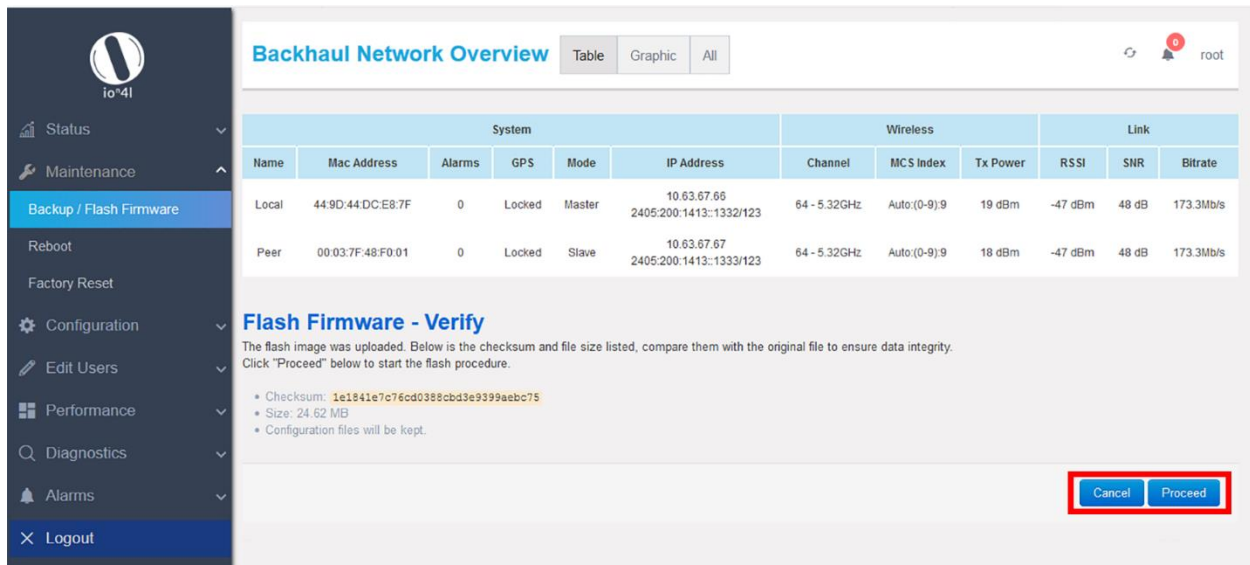 io^n4l
Status
Maintenance
Backup / Flash Firmware
Reboot
Factory Reset
Configuration
Edit Users
Performance
Diagnostics
Alarms
Logout
Backhaul Network Overview Table Graphic All 0 root
System Wireless Link
Name Mac Address Alarms GPS Mode IP Address Channel MCS Index Tx Power RSSI SNR Bitrate
10.63.67.66
Local 44:9D:44:DC:E8:7F 0 Locked Master 64 - 5.32GHz Auto:(0-9):9 19 dBm -47 dBm 48 dB 173.3Mb/s
2405:200:1413::1332/123
10.63.67.67
Peer 00:03:7F:48:F0:01 0 Locked Slave 64 - 5.32GHz Auto:(0-9):9 18 dBm -47 dBm 48 dB 173.3Mb/s
2405:200:1413::1333/123
Flash Firmware - Verify
The flash image was uploaded. Below is the checksum and file size listed, compare them with the original file to ensure data integrity.
Click "Proceed" below to start the flash procedure.
Checksum: 1e1841e7c76cd0388cbd3e9399aebc75
Size: 24.62 MB
Configuration files will be kept.
Cancel Proceed